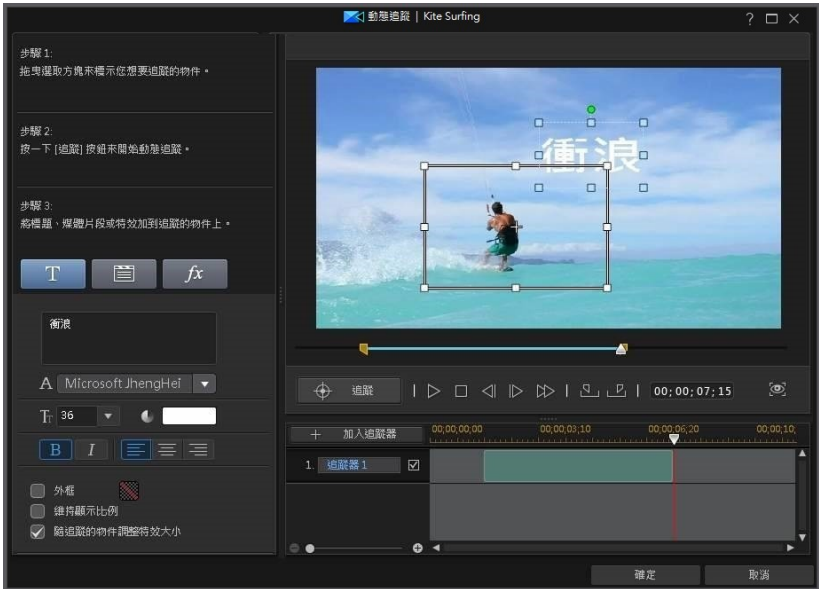 動態追蹤 | Kite Surfing
步驟 1:
拖曳選取方塊來標示您想要追蹤的物件。
步驟 2:
按一下 [追蹤] 按鈕來開始動態追蹤。
步驟 3:
將標題、媒體片段或特效加到追蹤的物件上。
T
fx
衝浪
A Microsoft JhengHei
TT 36
B I
外框
維持顯示比例
隨追蹤的物件調整特效大小
衝浪
追蹤
00;00;07;15
加入追蹤器
00;00;00;00 00;00;03;10 00;00;06;20 00;00;10;
1. 追蹤器 1
確定 取消